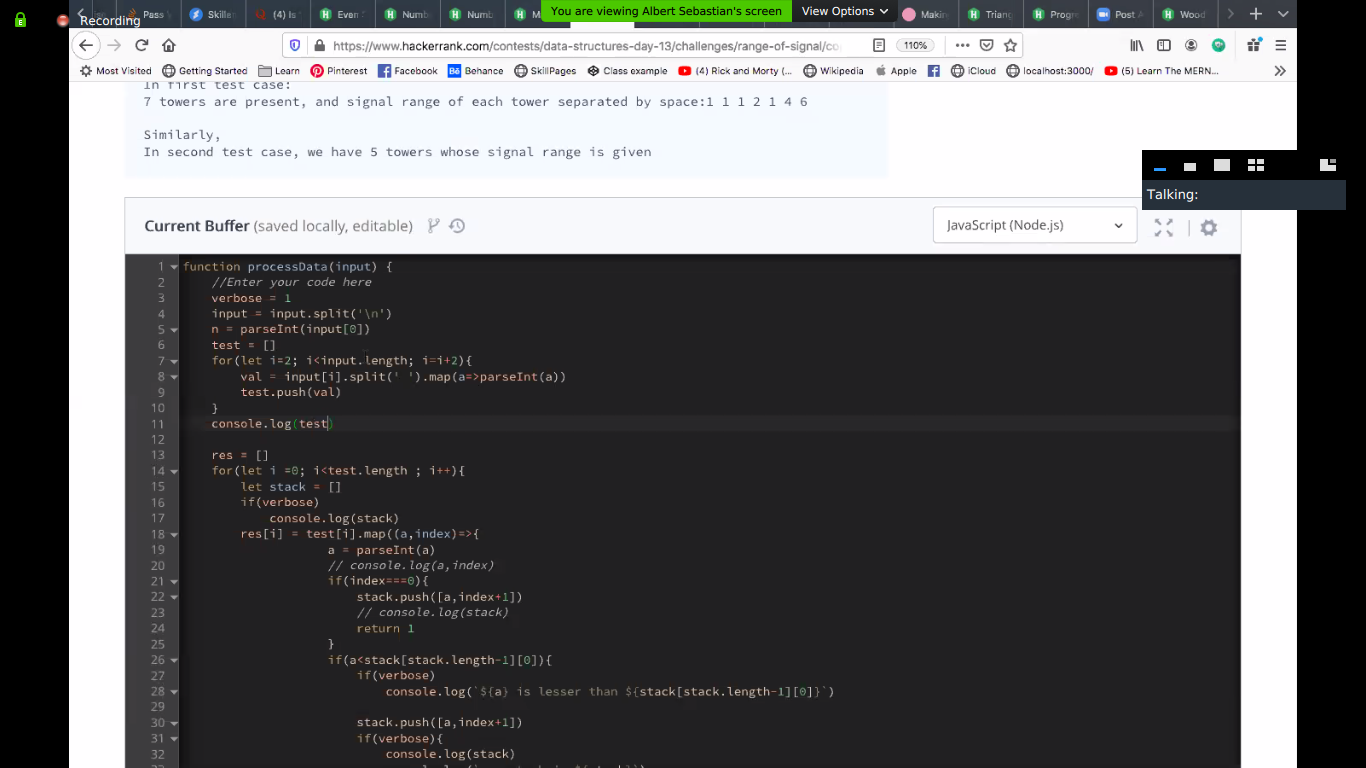 Recording
You are viewing Albert Sebastian's screen
View Options
Pass
Skiller
(4) Is
Even
Numb
Numb
Makin
Triang
Progre
Post A
Wood
https://www.hackerrank.com/contests/data-structures-day-13/challenges/range-of-signal/co
110%
Most Visited
Getting Started
Learn
Pinterest
Facebook
Behance
SkillPages
Class example
(4) Rick and Morty (...
Wikipedia
Apple
iCloud
localhost:3000/
(5) Learn The MERN...
In first test case:
7 towers are present, and signal range of each tower separated by space:1 1 1 2 1 4 6
Similarly,
In second test case, we have 5 towers whose signal range is given
Talking:
Current Buffer (saved locally, editable)
JavaScript (Node.js)
1 function processData(input) {
2 //Enter your code here
3 verbose = 1
4 input = input.split('\n')
5 n = parseInt(input[0])
6 test = []
7 for(let i=2; i<input.length; i=i+2){
8 val = input[i].split(' ').map(a=>parseInt(a))
9 test.push(val)
10 }
11 console.log(test)
12
13 res = []
14 for(let i =0; i<test.length ; i++){
15 let stack = []
16 if(verbose)
17 console.log(stack)
18 res[i] = test[i].map((a,index)=>{
19 a = parseInt(a)
20 // console.log(a,index)
21 if(index===0){
22 stack.push([a,index+1])
23 // console.log(stack)
24 return 1
25 }
26 if(a<stack[stack.length-1][0]){
27 if(verbose)
28 console.log(`${a} is lesser than ${stack[stack.length-1][0]}`)
29
30 stack.push([a,index+1])
31 if(verbose){
32 console.log(stack)